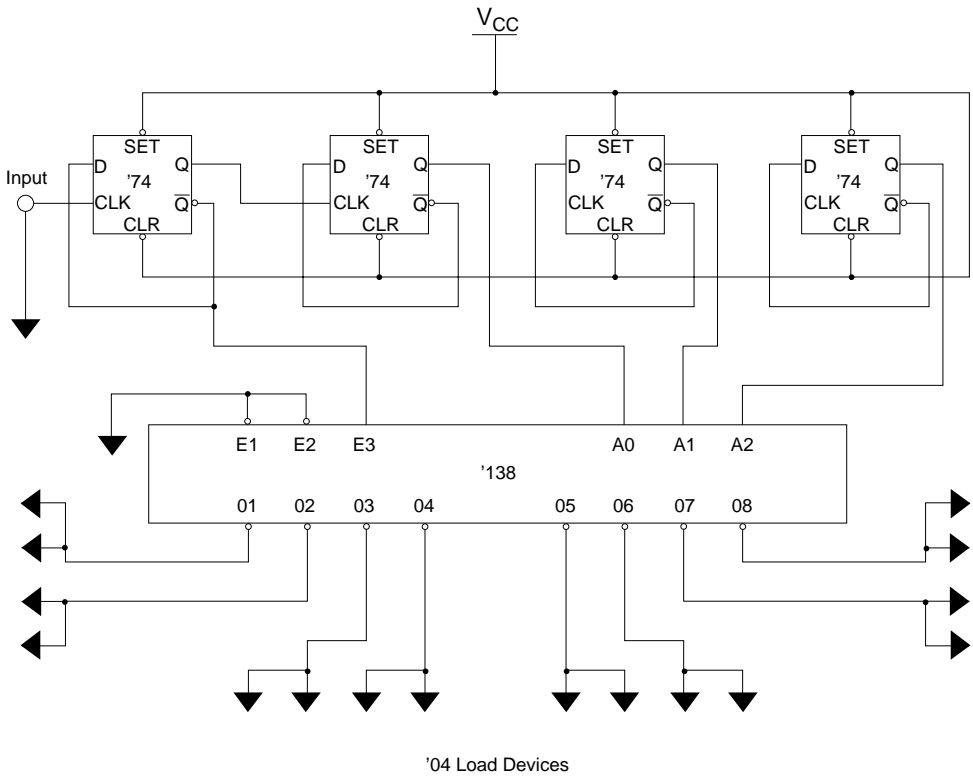 VCC
SET SET SET SET
D Q D Q D Q D Q
Input
'74 '74 '74 '74
CLK Q CLK Q CLK Q CLK Q
CLR CLR CLR CLR
E1 E2 E3 A0 A1 A2
'138
01 02 03 04 05 06 07 08
'04 Load Devices